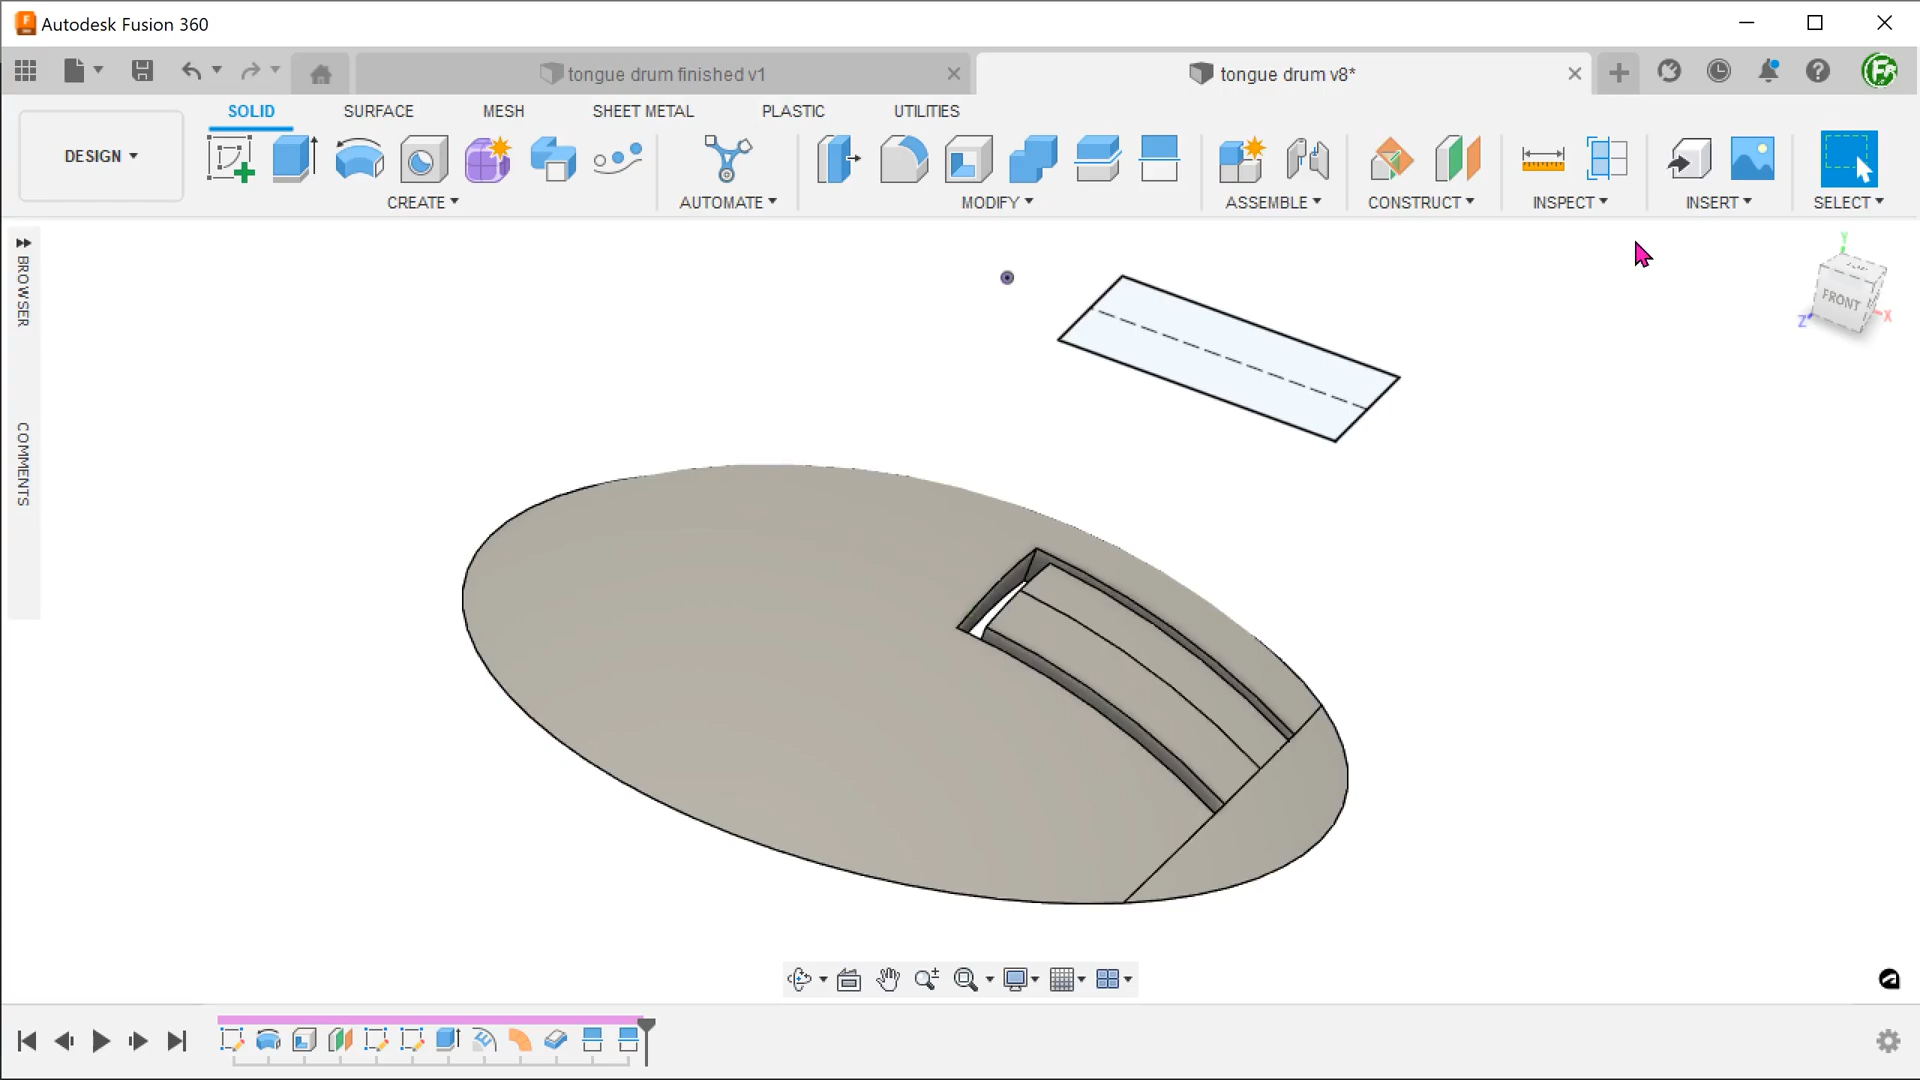 Autodesk Fusion 360
tongue drum finished v1
tongue drum v8*
SOLID SURFACE MESH SHEET METAL PLASTIC UTILITIES
DESIGN
CREATE AUTOMATE MODIFY ASSEMBLE CONSTRUCT INSPECT INSERT SELECT
BROWSER
COMMENTS
Y
TOP
FRONT
Z
X